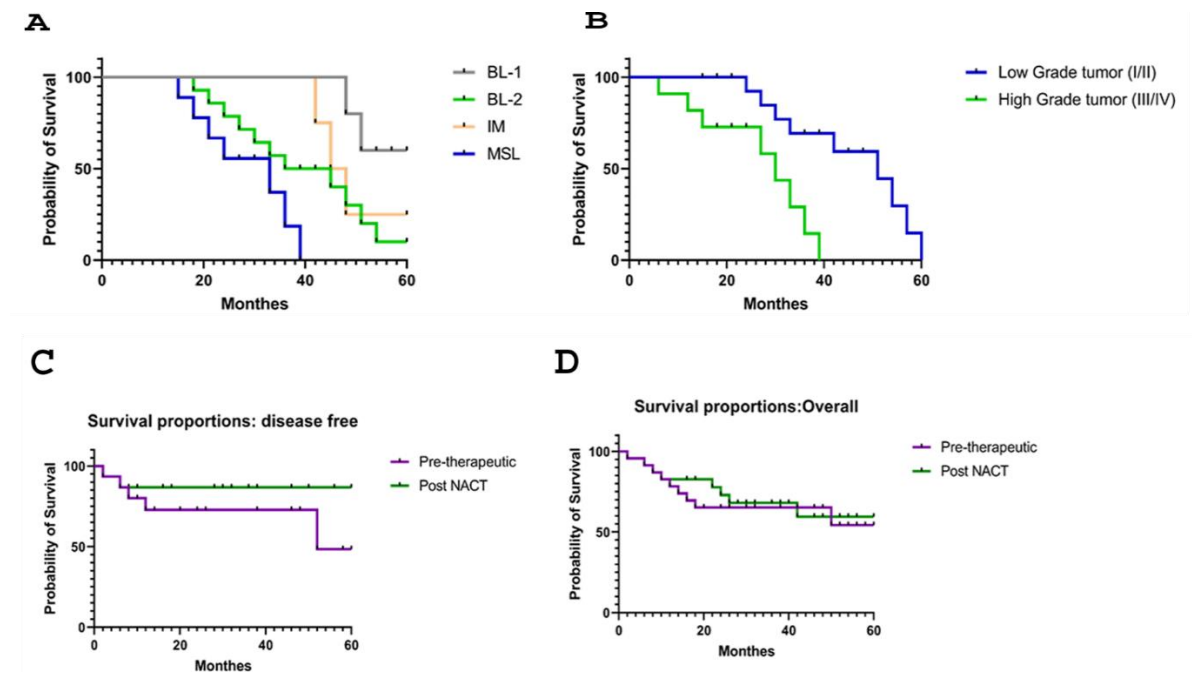 A
B
Probability of Survival
100
50
0
0
20
40
60
Monthes
BL-1
BL-2
IM
MSL
Probability of Survival
100
50
0
0
20
40
60
Monthes
Low Grade tumor (I/II)
High Grade tumor (III/IV)
C
D
Survival proportions: disease free
Probability of Survival
100
50
0
0
20
40
60
Monthes
Pre-therapeutic
Post NACT
Survival proportions:Overall
Probability of Survival
100
50
0
0
20
40
60
Monthes
Pre-therapeutic
Post NACT